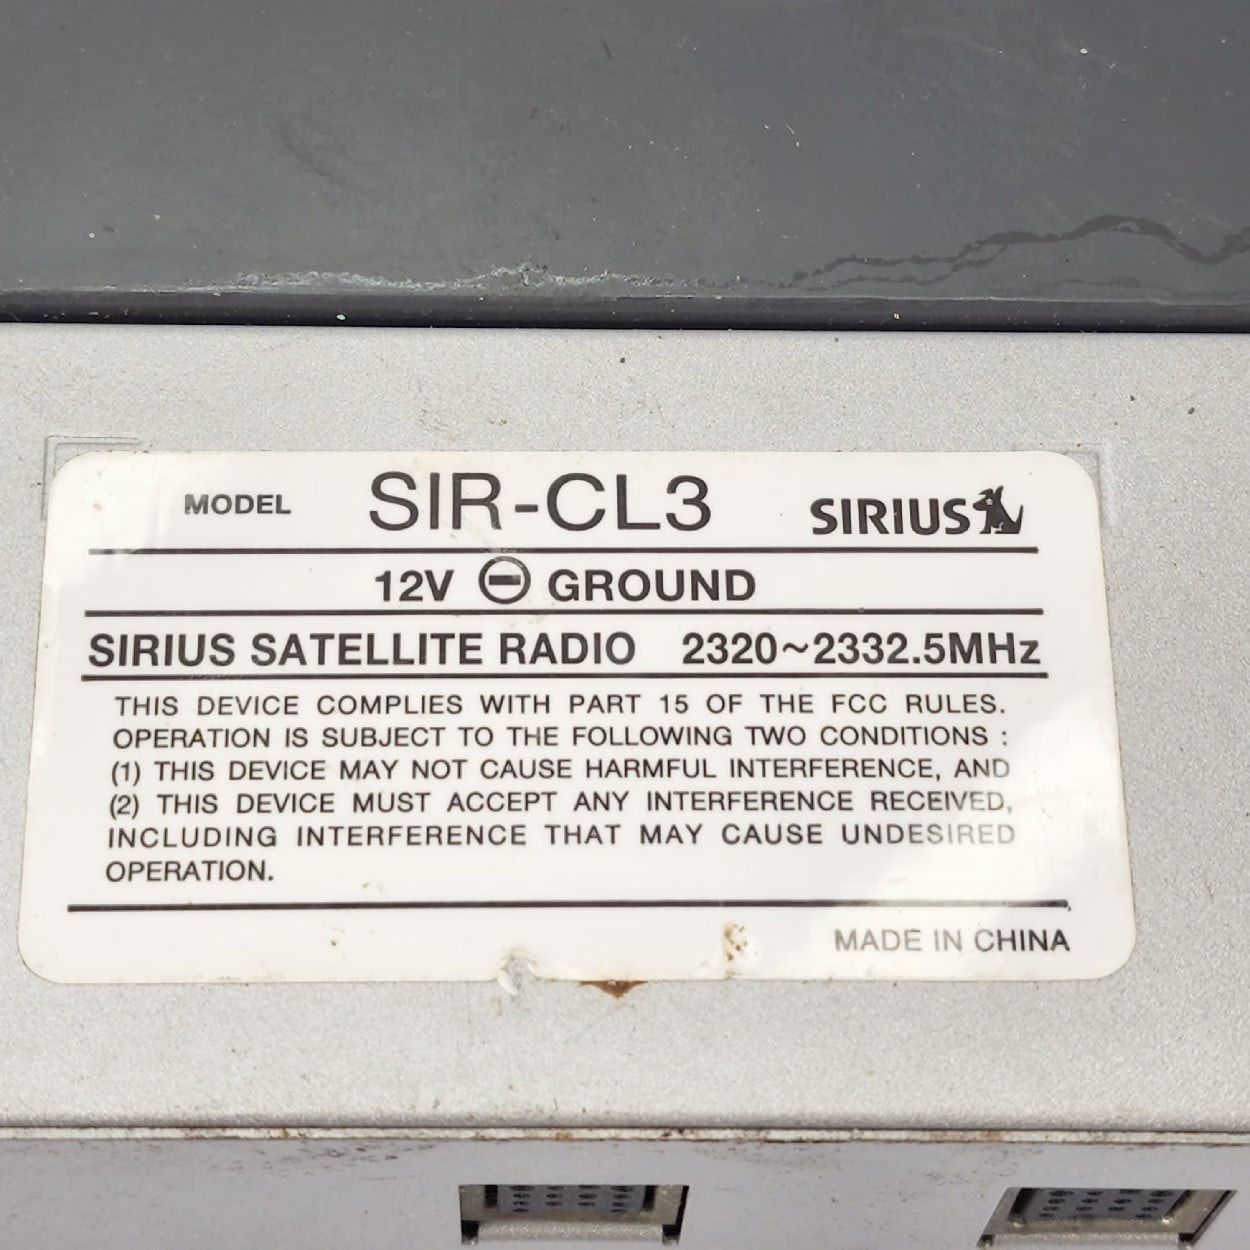 MODEL SIR-CL3 SIRIUS
12V ⊖ GROUND
SIRIUS SATELLITE RADIO 2320~2332.5MHz
THIS DEVICE COMPLIES WITH PART 15 OF THE FCC RULES.
OPERATION IS SUBJECT TO THE FOLLOWING TWO CONDITIONS :
(1) THIS DEVICE MAY NOT CAUSE HARMFUL INTERFERENCE, AND
(2) THIS DEVICE MUST ACCEPT ANY INTERFERENCE RECEIVED,
INCLUDING INTERFERENCE THAT MAY CAUSE UNDESIRED
OPERATION.
MADE IN CHINA